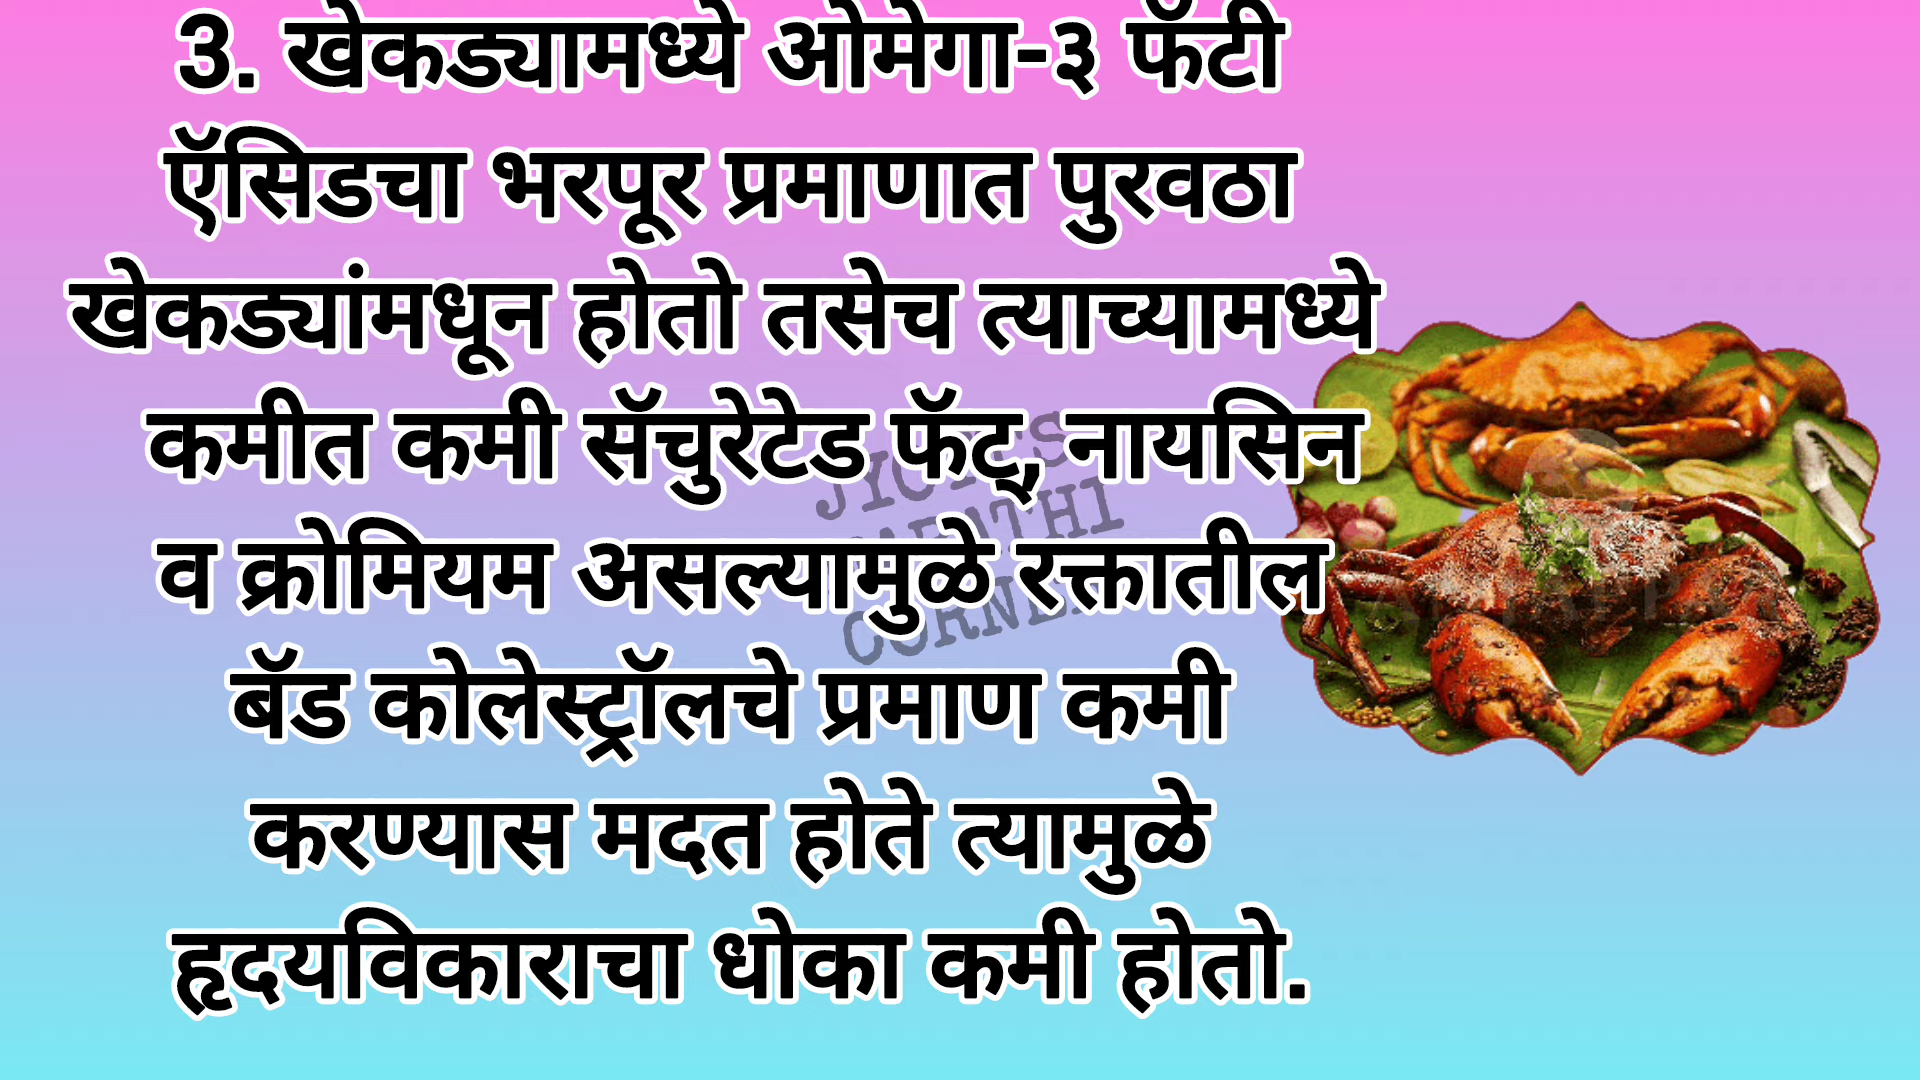 3. खेकड्यामध्ये ओमेगा-३ फॅटी
ऍसिडचा भरपूर प्रमाणात पुरवठा
खेकड्यांमधून होतो तसेच त्याच्यामध्ये
कमीत कमी सॅचुरेटेड फॅट्, नायसिन
व क्रोमियम असल्यामुळे रक्तातील
बॅड कोलेस्ट्रॉलचे प्रमाण कमी
करण्यास मदत होते त्यामुळे
हृदयविकाराचा धोका कमी होतो.